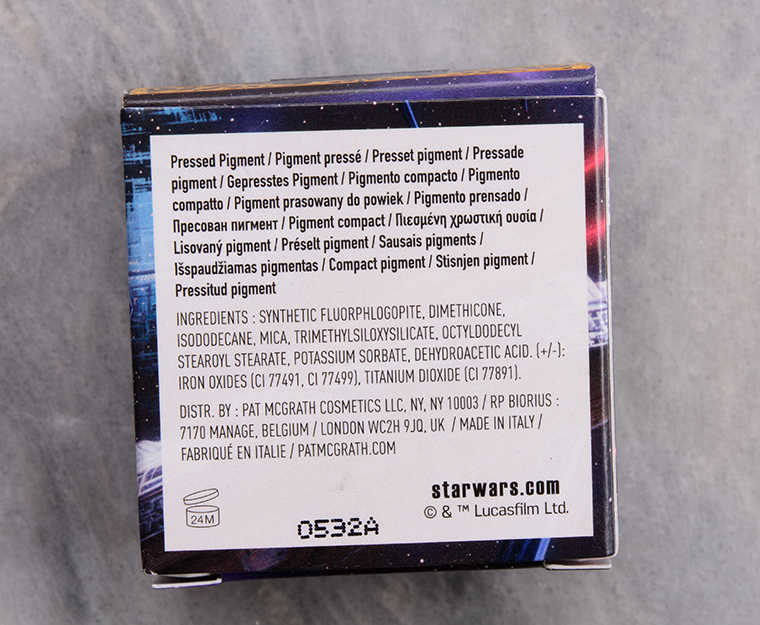 Pressed Pigment / Pigment pressé / Presset pigment / Pressade
pigment / Gepresstes Pigment / Pigmento compacto / Pigmento
compatto / Pigment prasowany do powiek / Pigmento prensado /
Пресован пигмент / Pigment compact / Πιεσμένη χρωστική ουσία /
Lisovaný pigment / Préselt pigment / Sausais pigments /
Išspaudžiamas pigmentas / Compact pigment / Stisnjen pigment /
Pressitud pigment
INGREDIENTS : SYNTHETIC FLUORPHLOGOPITE, DIMETHICONE,
ISODODECANE, MICA, TRIMETHYLSILOXYSILICATE, OCTYLDODECYL
STEAROYL STEARATE, POTASSIUM SORBATE, DEHYDROACETIC ACID. (+/-):
IRON OXIDES (CI 77491, CI 77499), TITANIUM DIOXIDE (CI 77891).
DISTR. BY : PAT MCGRATH COSMETICS LLC, NY, NY 10003 / RP BIORIUS :
7170 MANAGE, BELGIUM / LONDON WC2H 9JQ, UK / MADE IN ITALY /
FABRIQUÉ EN ITALIE / PATMCGRATH.COM
24M
0532A
starwars.com
© & ™ Lucasfilm Ltd.